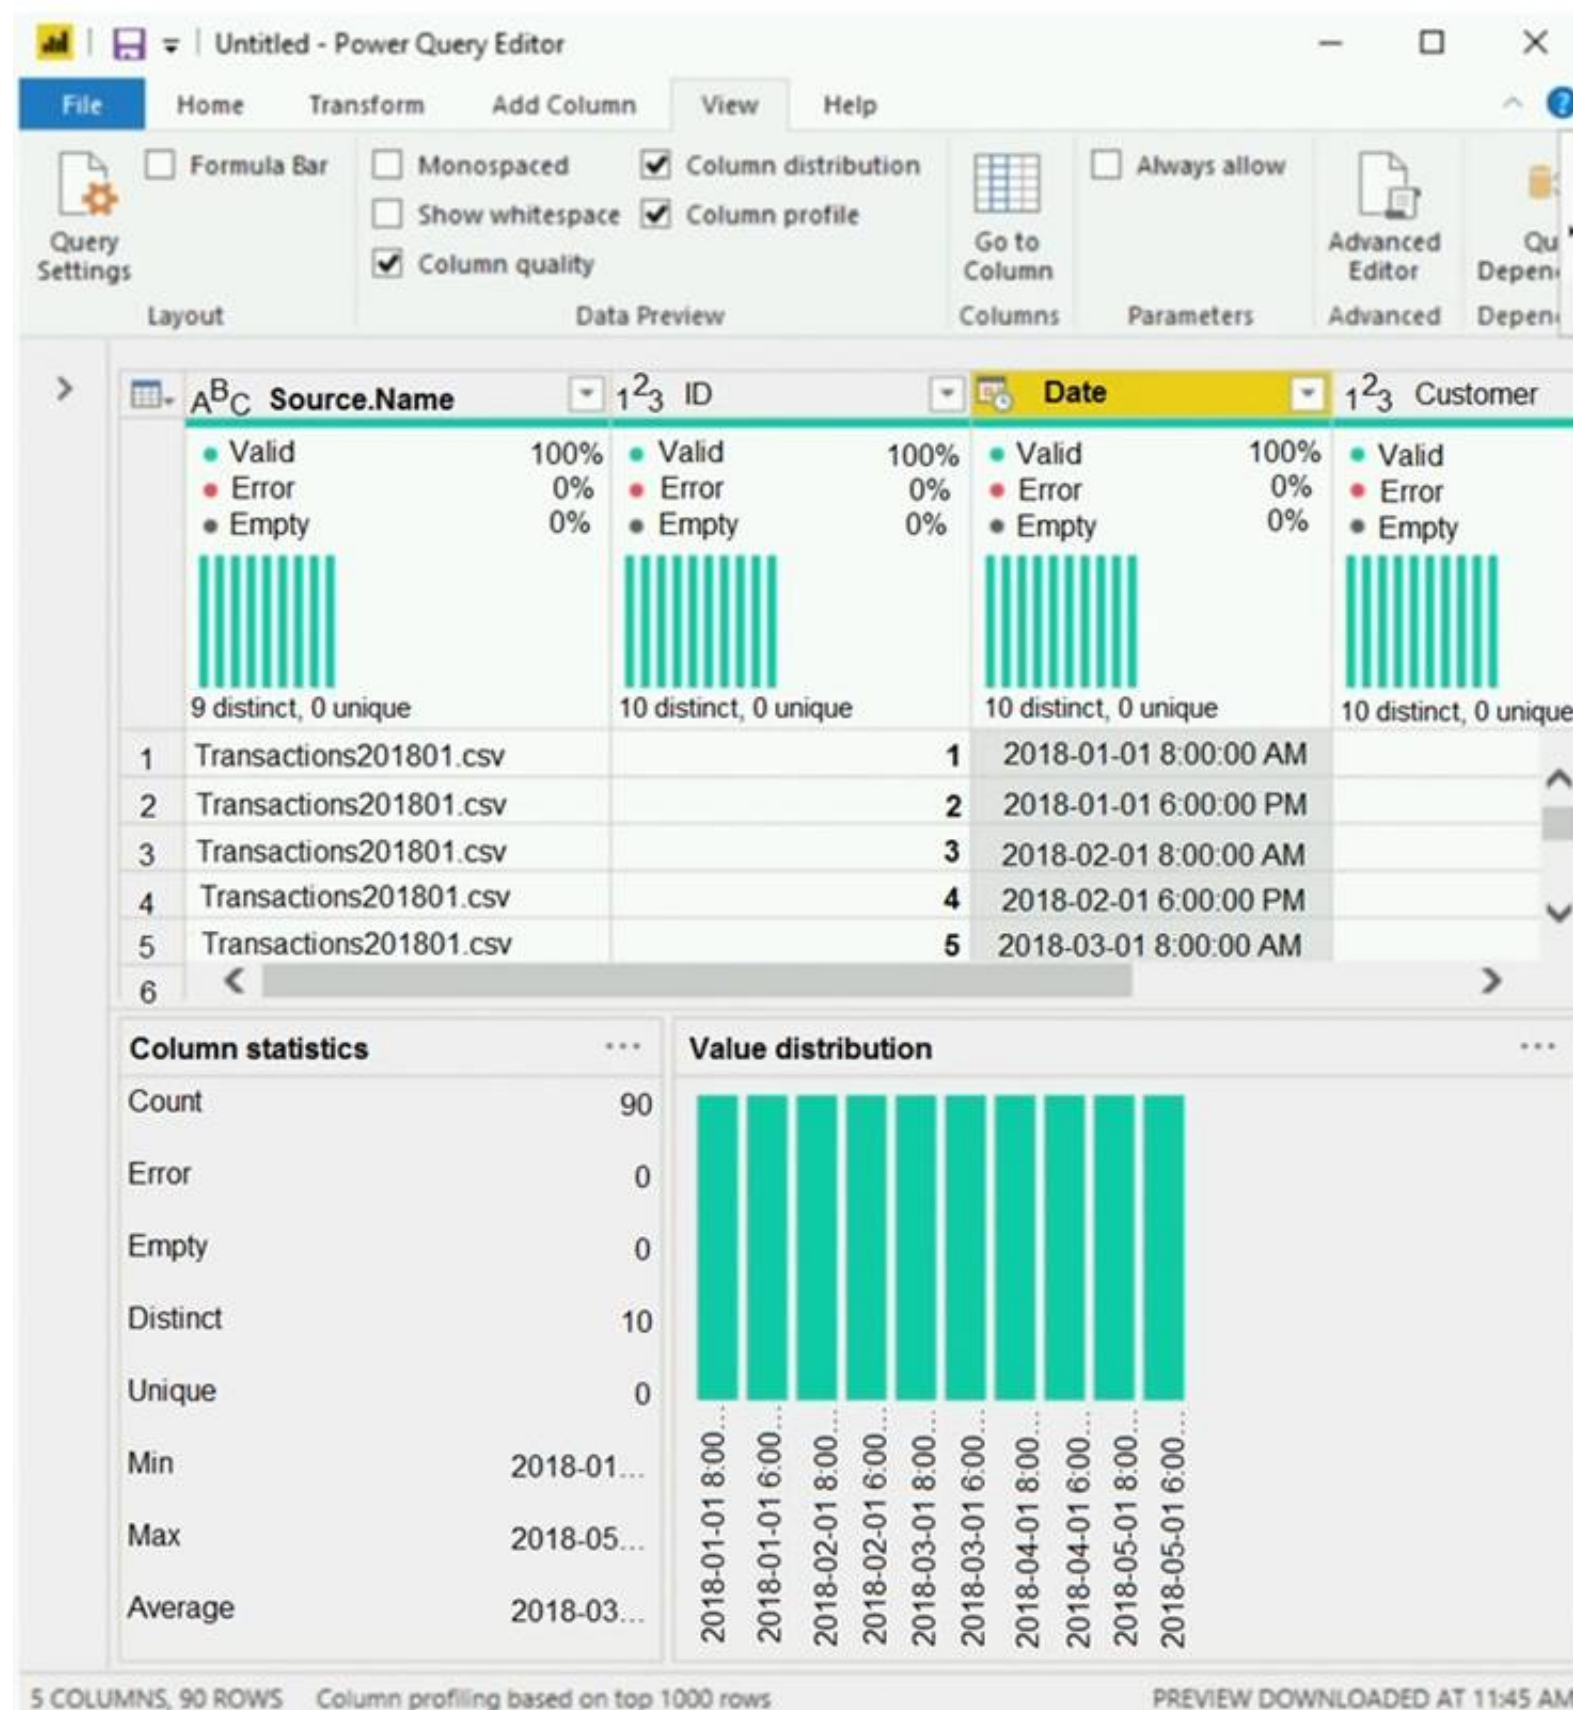 Untitled - Power Query Editor
File Home Transform Add Column View Help
Formula Bar Monospaced Column distribution Always allow
Show whitespace Column profile
Query Settings Column quality Go to Column Advanced Editor Qu
Depen
Layout Data Preview Columns Parameters Advanced Depen
ABC Source.Name 123 ID Date 123 Customer
Valid 100% Valid 100% Valid 100% Valid
Error 0% Error 0% Error 0% Error
Empty 0% Empty 0% Empty 0% Empty
9 distinct, 0 unique 10 distinct, 0 unique 10 distinct, 0 unique 10 distinct, 0 unique
1 Transactions201801.csv 1 2018-01-01 8:00:00 AM
2 Transactions201801.csv 2 2018-01-01 6:00:00 PM
3 Transactions201801.csv 3 2018-02-01 8:00:00 AM
4 Transactions201801.csv 4 2018-02-01 6:00:00 PM
5 Transactions201801.csv 5 2018-03-01 8:00:00 AM
6
Column statistics ... Value distribution ...
Count 90
Error 0
Empty 0
Distinct 10
Unique 0
Min 2018-01...
Max 2018-05...
Average 2018-03...
2018-01-01 8:00...
2018-01-01 6:00...
2018-02-01 8:00...
2018-02-01 6:00...
2018-03-01 8:00...
2018-03-01 6:00...
2018-04-01 8:00...
2018-04-01 6:00...
2018-05-01 8:00...
2018-05-01 6:00...
5 COLUMNS, 90 ROWS Column profiling based on top 1000 rows PREVIEW DOWNLOADED AT 11:45 AM